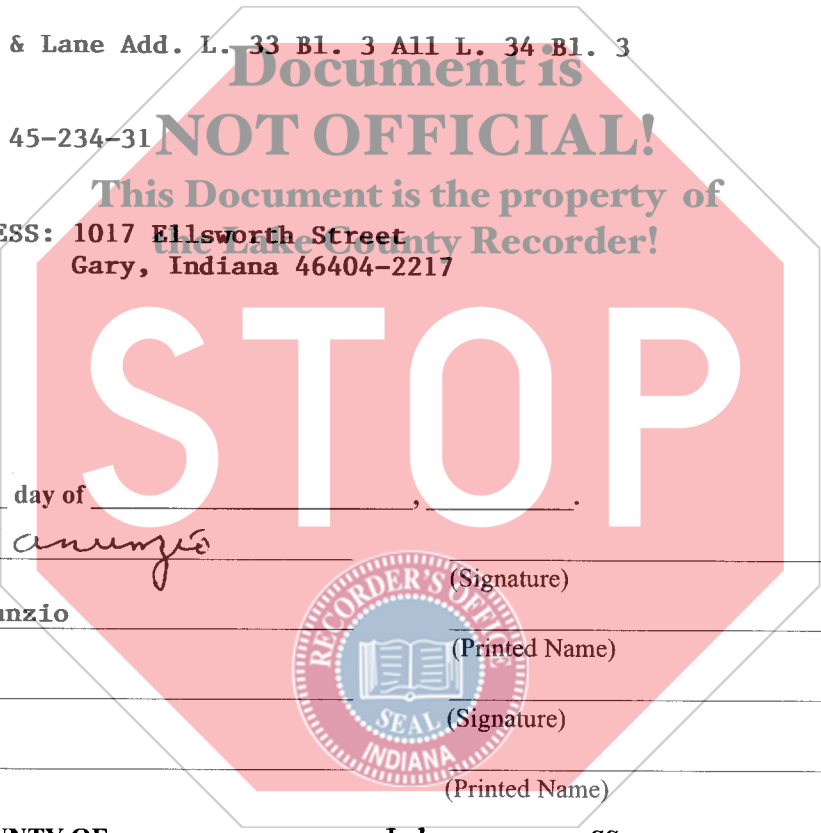 & Lane Add. L. 33 Bl. 3 All L. 34 Bl. 3
Document is
45-234-31
NOT OFFICIAL!
This Document is the property of
ESS: 1017 Ellsworth Street
the Lake County Recorder!
Gary, Indiana 46404-2217
STOP
day of , .
anunzio
(Signature)
unzio
RECORDER'S OFFICE
(Printed Name)
SEAL (Signature)
INDIANA
(Printed Name)